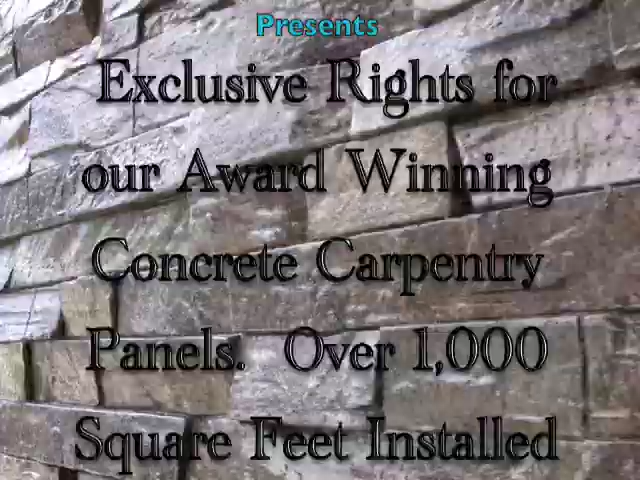 Presents
Exclusive Rights for
our Award Winning
Concrete Carpentry
Panels. Over 1,000
Square Feet Installed